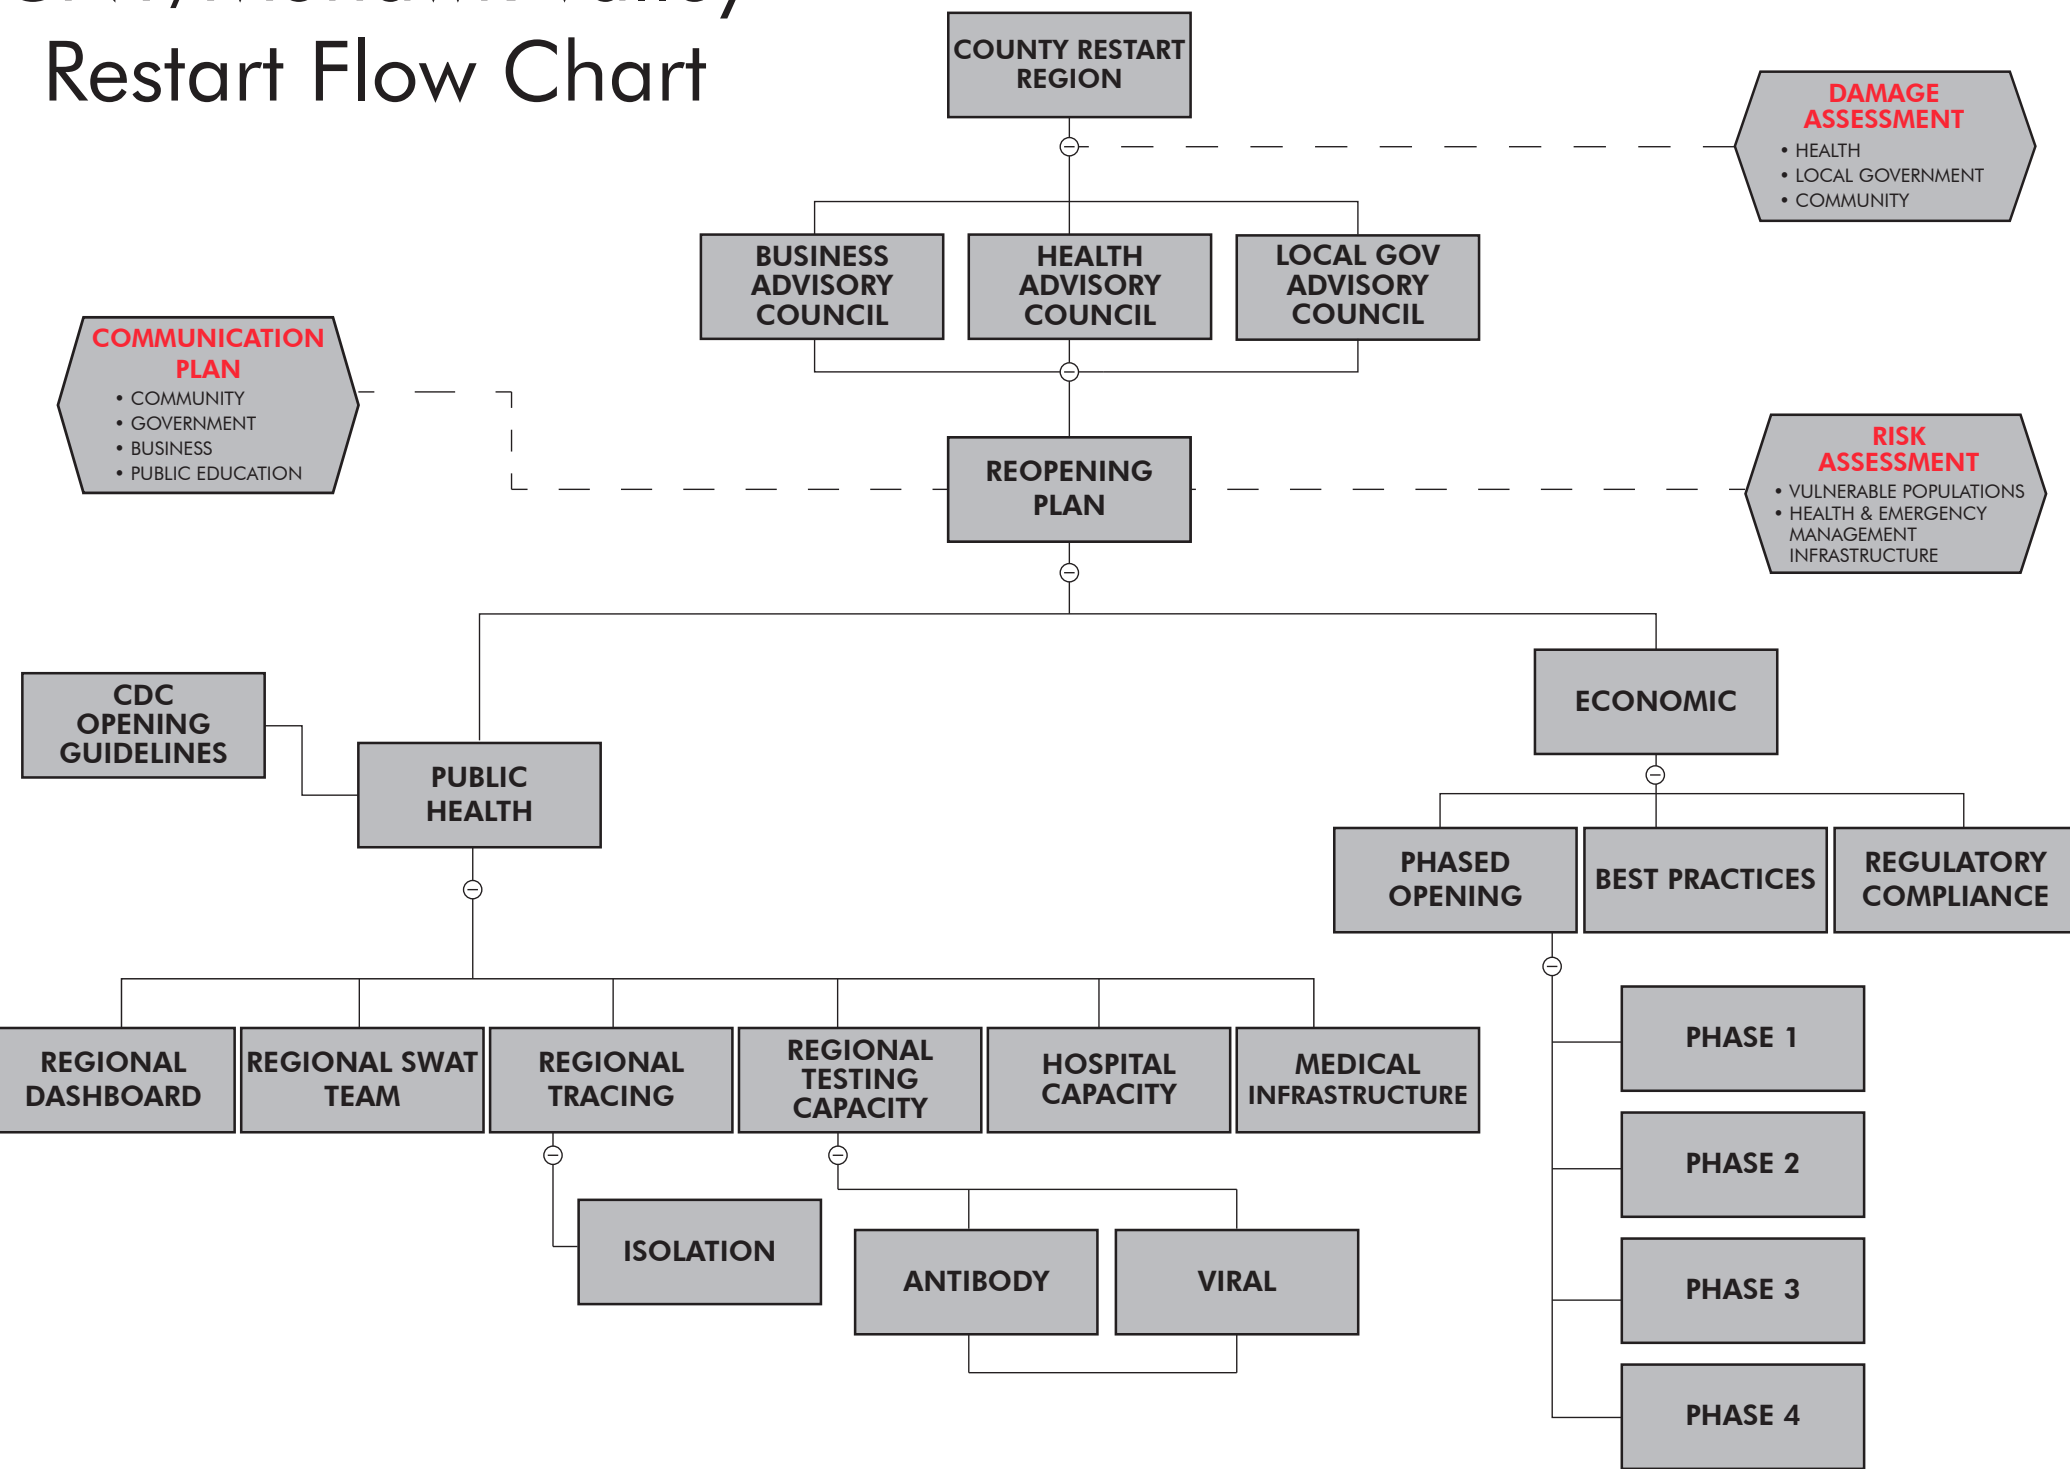 Restart Flow Chart
COUNTY RESTART
REGION
DAMAGE
ASSESSMENT
• HEALTH
• LOCAL GOVERNMENT
• COMMUNITY
BUSINESS
ADVISORY
COUNCIL
HEALTH
ADVISORY
COUNCIL
LOCAL GOV
ADVISORY
COUNCIL
COMMUNICATION
PLAN
• COMMUNITY
• GOVERNMENT
• BUSINESS
• PUBLIC EDUCATION
REOPENING
PLAN
RISK
ASSESSMENT
• VULNERABLE POPULATIONS
• HEALTH & EMERGENCY
MANAGEMENT
INFRASTRUCTURE
CDC
OPENING
GUIDELINES
PUBLIC
HEALTH
ECONOMIC
PHASED
OPENING
BEST PRACTICES
REGULATORY
COMPLIANCE
REGIONAL
DASHBOARD
REGIONAL SWAT
TEAM
REGIONAL
TRACING
REGIONAL
TESTING
CAPACITY
HOSPITAL
CAPACITY
MEDICAL
INFRASTRUCTURE
ISOLATION
ANTIBODY
VIRAL
PHASE 1
PHASE 2
PHASE 3
PHASE 4